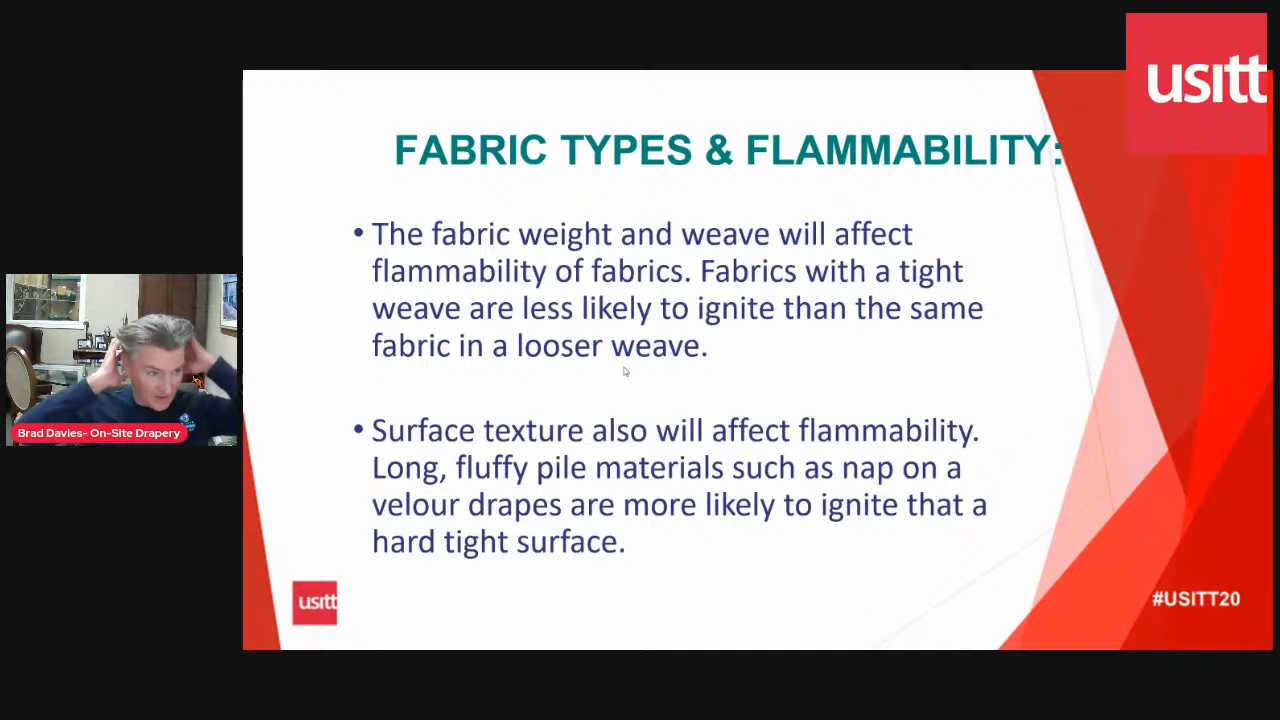 usitt
FABRIC TYPES & FLAMMABILITY:
• The fabric weight and weave will affect
flammability of fabrics. Fabrics with a tight
weave are less likely to ignite than the same
fabric in a looser weave.
• Surface texture also will affect flammability.
Long, fluffy pile materials such as nap on a
velour drapes are more likely to ignite that a
hard tight surface.
Brad Davies- On-Site Drapery
usitt
#USITT20